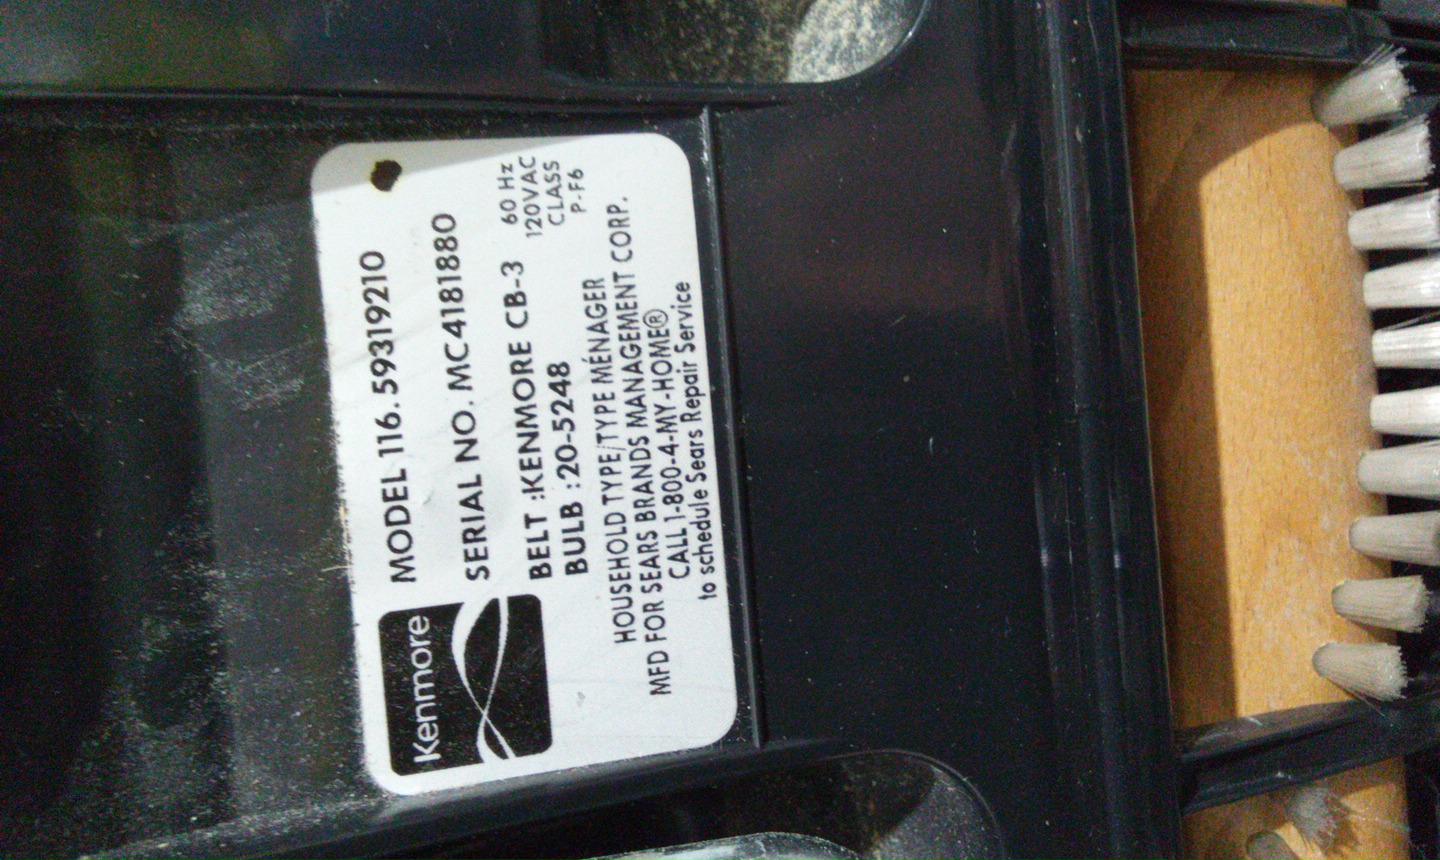 Kenmore
MODEL 116.59319210
SERIAL NO. MC4181880
BELT :KENMORE CB-3
BULB :20-5248
60 Hz
120VAC
CLASS
P-F6
HOUSEHOLD TYPE/TYPE MÉNAGER
MFD FOR SEARS BRANDS MANAGEMENT CORP.
CALL 1-800-4-MY-HOME®
to schedule Sears Repair Service